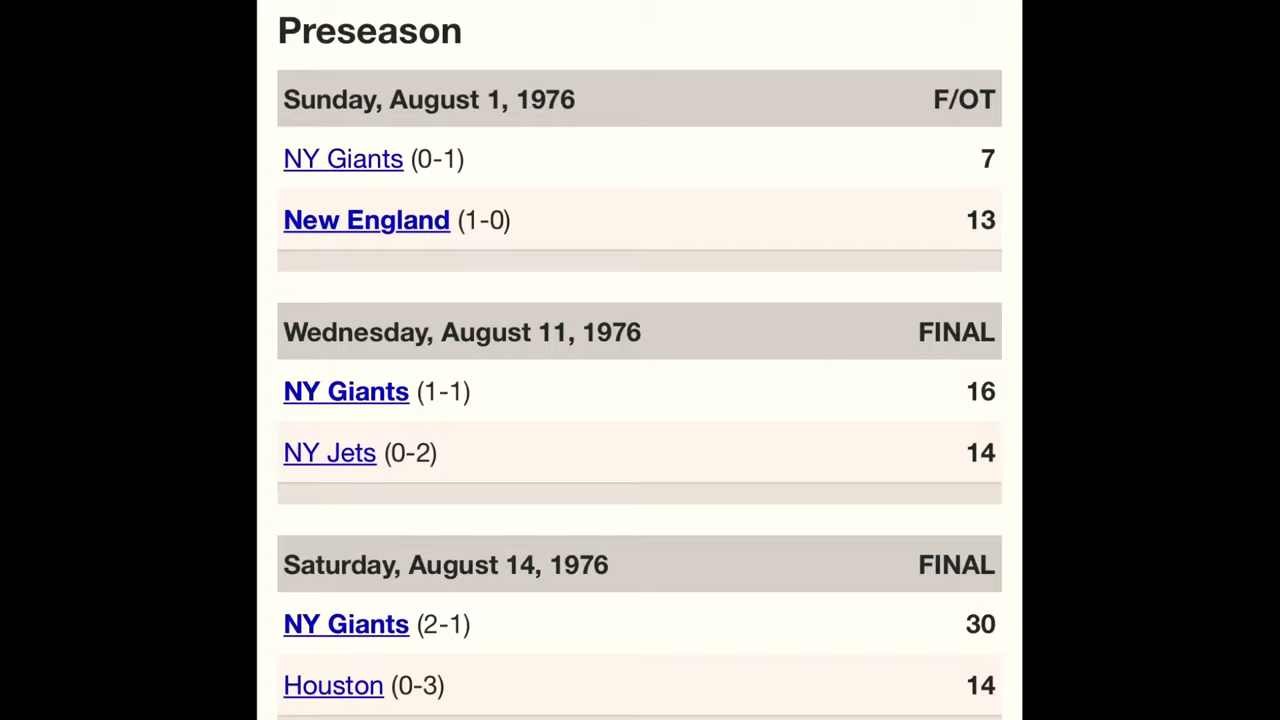 Preseason
Sunday, August 1, 1976 F/OT
NY Giants (0-1) 7
New England (1-0) 13
Wednesday, August 11, 1976 FINAL
NY Giants (1-1) 16
NY Jets (0-2) 14
Saturday, August 14, 1976 FINAL
NY Giants (2-1) 30
Houston (0-3) 14